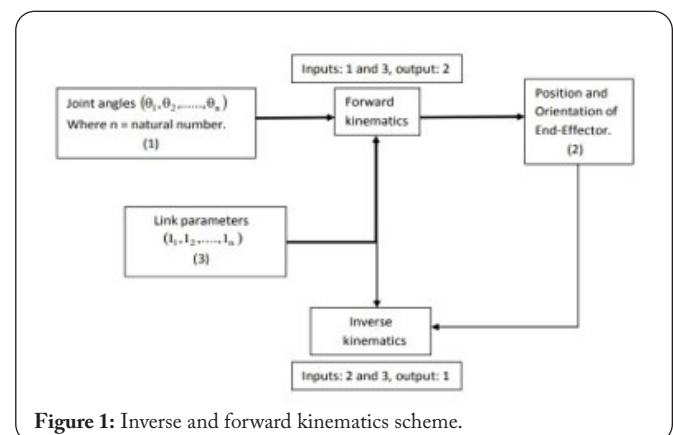 Inputs: 1 and 3, output: 2
Joint angles (θ₁,θ₂,......,θₙ)
Where n = natural number.
(1)
Forward
kinematics
Position and
Orientation of
End-Effector.
(2)
Link parameters
(l₁,l₂,.....,lₙ)
(3)
Inverse
kinematics
Inputs: 2 and 3, output: 1
Figure 1: Inverse and forward kinematics scheme.